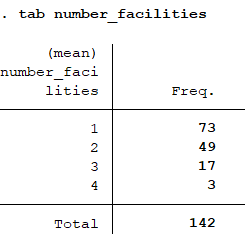 . tab number_facilities
(mean)
number_faci
lities Freq.
1 73
2 49
3 17
4 3
Total 142